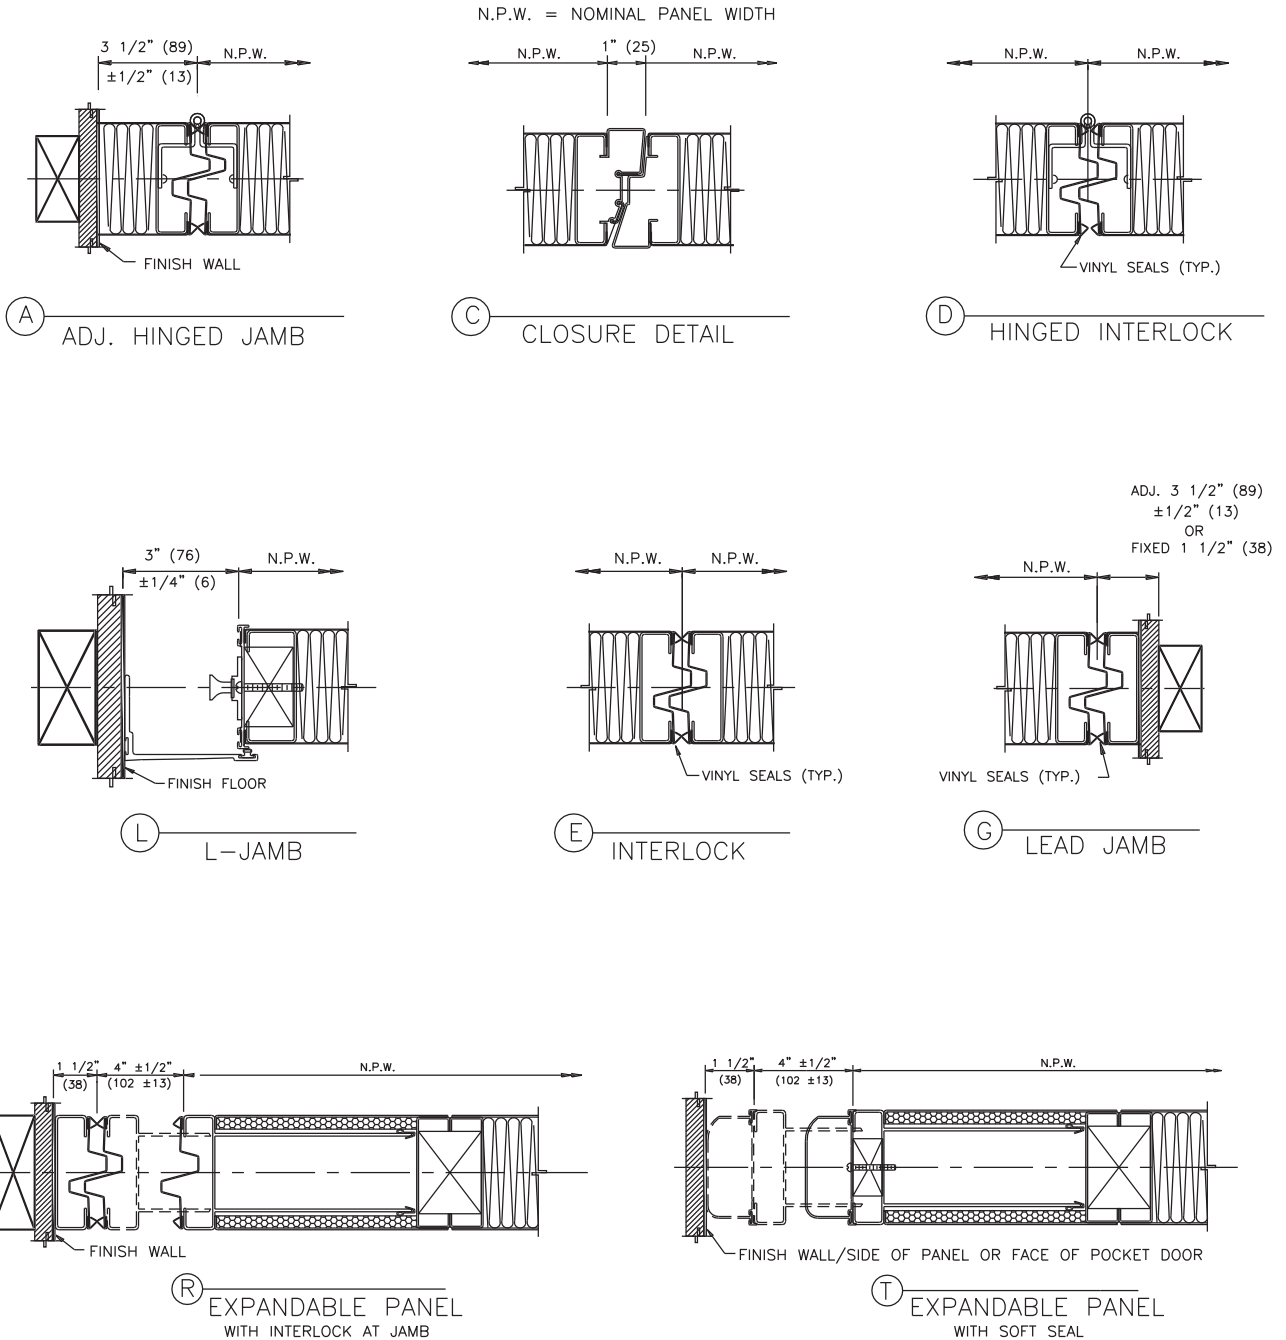 N.P.W. = NOMINAL PANEL WIDTH
3 1/2" (89)
±1/2" (13)
N.P.W.
FINISH WALL
A
ADJ. HINGED JAMB
N.P.W.
1" (25)
N.P.W.
C
CLOSURE DETAIL
N.P.W.
N.P.W.
VINYL SEALS (TYP.)
D
HINGED INTERLOCK
3" (76)
±1/4" (6)
N.P.W.
FINISH FLOOR
L
L-JAMB
N.P.W.
N.P.W.
VINYL SEALS (TYP.)
E
INTERLOCK
ADJ. 3 1/2" (89)
±1/2" (13)
OR
FIXED 1 1/2" (38)
N.P.W.
VINYL SEALS (TYP.)
G
LEAD JAMB
1 1/2"
(38)
4" ±1/2"
(102 ±13)
N.P.W.
FINISH WALL
R
EXPANDABLE PANEL
WITH INTERLOCK AT JAMB
1 1/2"
(38)
4" ±1/2"
(102 ±13)
N.P.W.
FINISH WALL/SIDE OF PANEL OR FACE OF POCKET DOOR
T
EXPANDABLE PANEL
WITH SOFT SEAL